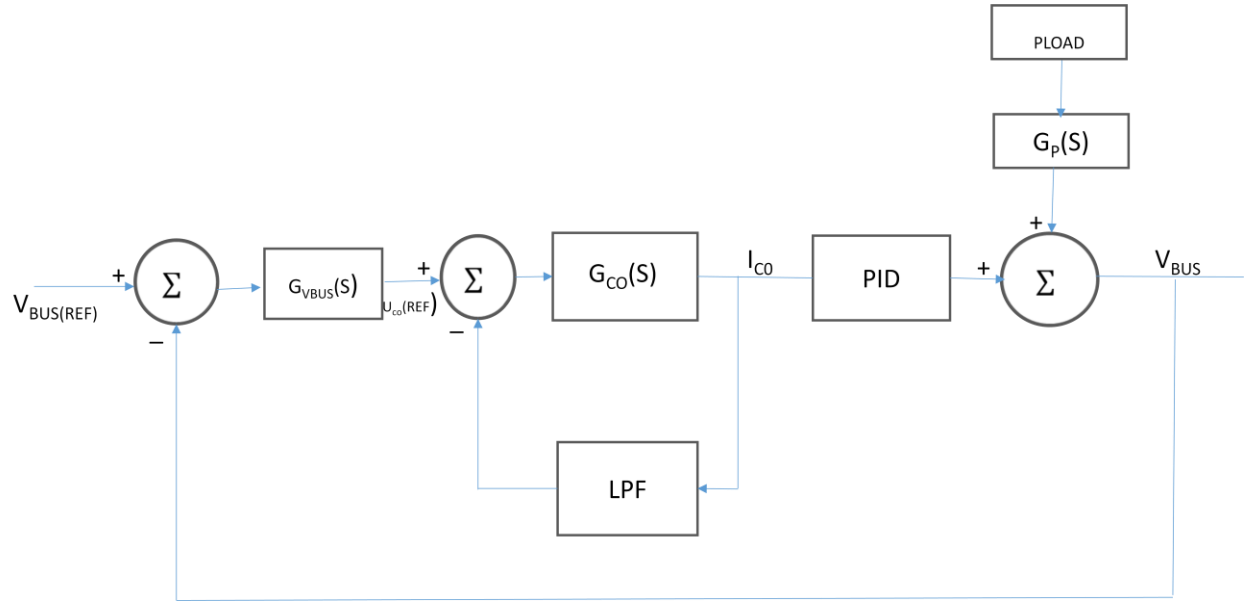 PLOAD
G_P(S)
+
+
Σ
G_VBUS(S)
+
Σ
G_CO(S)
I_C0
PID
+
Σ
V_BUS
V_BUS(REF)
U_co(REF)
−
−
LPF